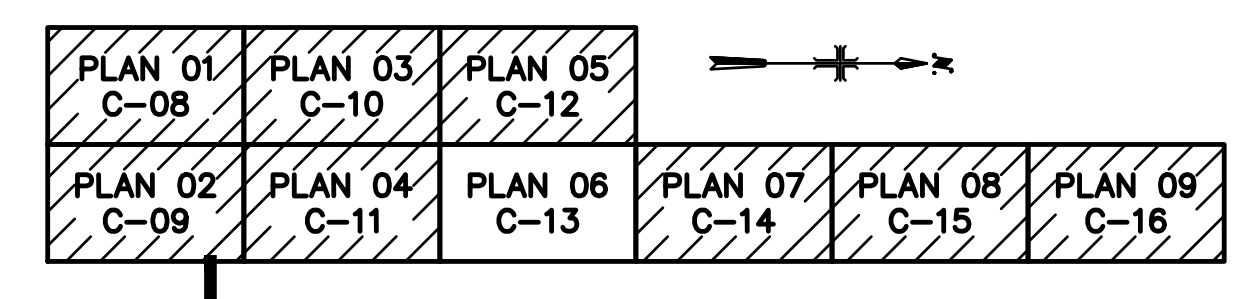 PLAN 01
C-08
PLAN 03
C-10
PLAN 05
C-12
N
PLAN 02
C-09
PLAN 04
C-11
PLAN 06
C-13
PLAN 07
C-14
PLAN 08
C-15
PLAN 09
C-16